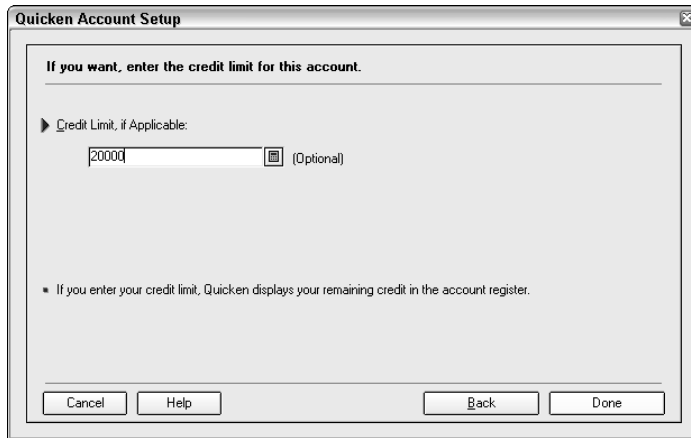 Quicken Account Setup
If you want, enter the credit limit for this account.
Credit Limit, if Applicable:
20000 (Optional)
If you enter your credit limit, Quicken displays your remaining credit in the account register.
Cancel Help Back Done